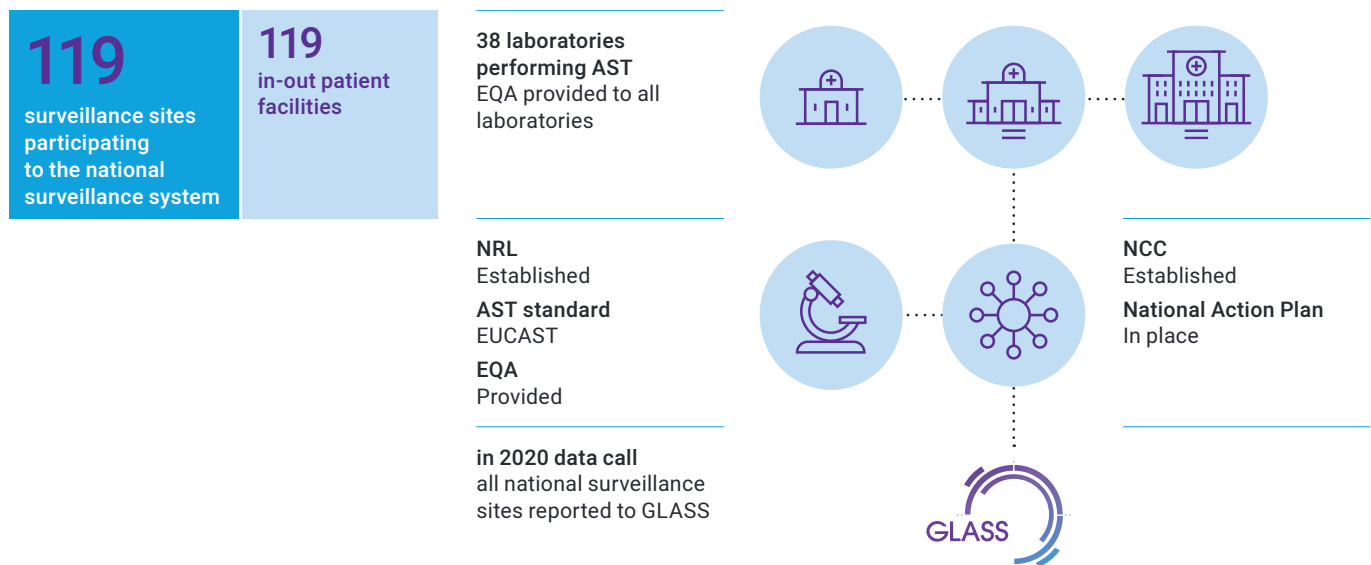 119
surveillance sites
participating
to the national
surveillance system
119
in-out patient
facilities
38 laboratories
performing AST
EQA provided to all
laboratories
NRL
Established
AST standard
EUCAST
EQA
Provided
NCC
Established
National Action Plan
In place
in 2020 data call
all national surveillance
sites reported to GLASS
GLASS